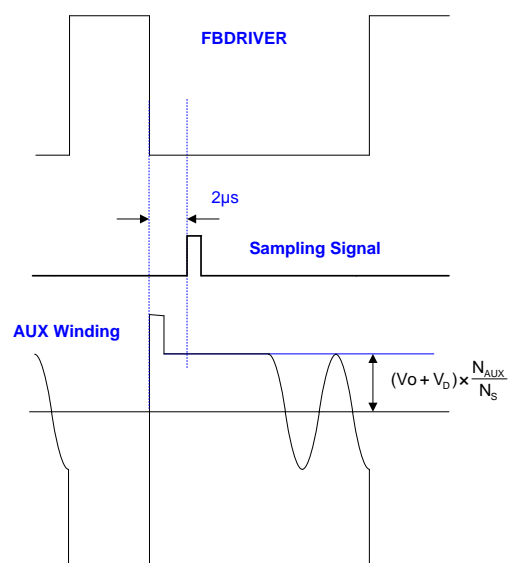 FBDRIVER
2µs
Sampling Signal
AUX Winding
(Vo + V_D) × N_AUX / N_S